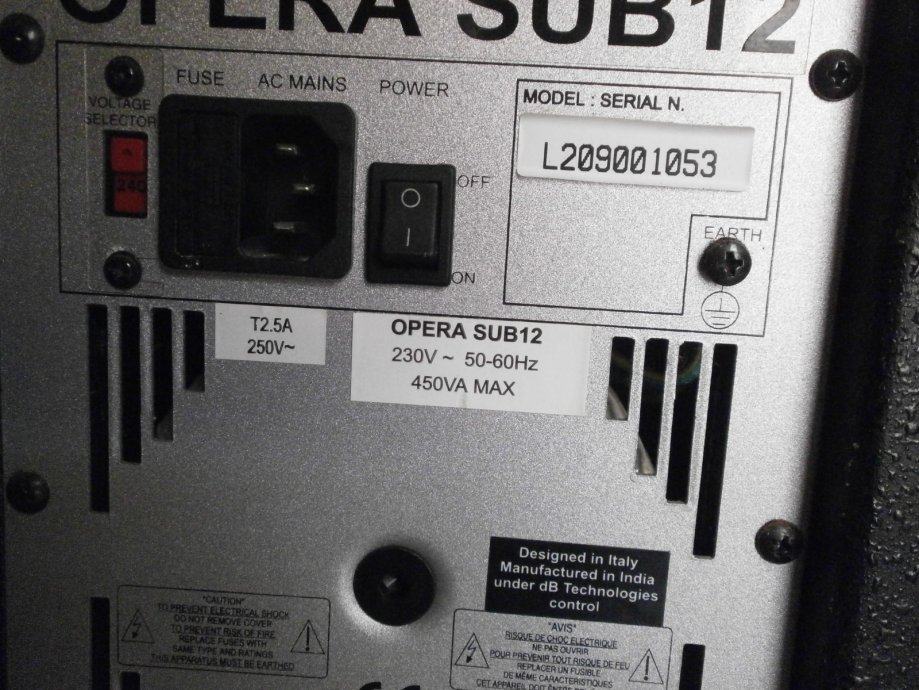 OPERA SUB12
FUSE AC MAINS POWER
VOLTAGE
SELECTOR
240
OFF
O
I
ON
MODEL : SERIAL N.
L209001053
EARTH
T2.5A
250V~
OPERA SUB12
230V ~ 50-60Hz
450VA MAX
Designed in Italy
Manufactured in India
under dB Technologies
control
"CAUTION"
TO PREVENT ELECTRICAL SHOCK
DO NOT REMOVE COVER
TO PREVENT RISK OF FIRE
REPLACE FUSES WITH
SAME TYPE AND RATINGS
THIS APPARATUS MUST BE EARTHED
"AVIS"
RISQUE DE CHOC ELECTRIQUE
NE PAS OUVRIR
POUR PREVENIR TOUT RISQUE DE FEU
REMPLACER UN FUSIBLE
DE MÊME CARACTERISTIQUES
CET APPAREIL DOIT